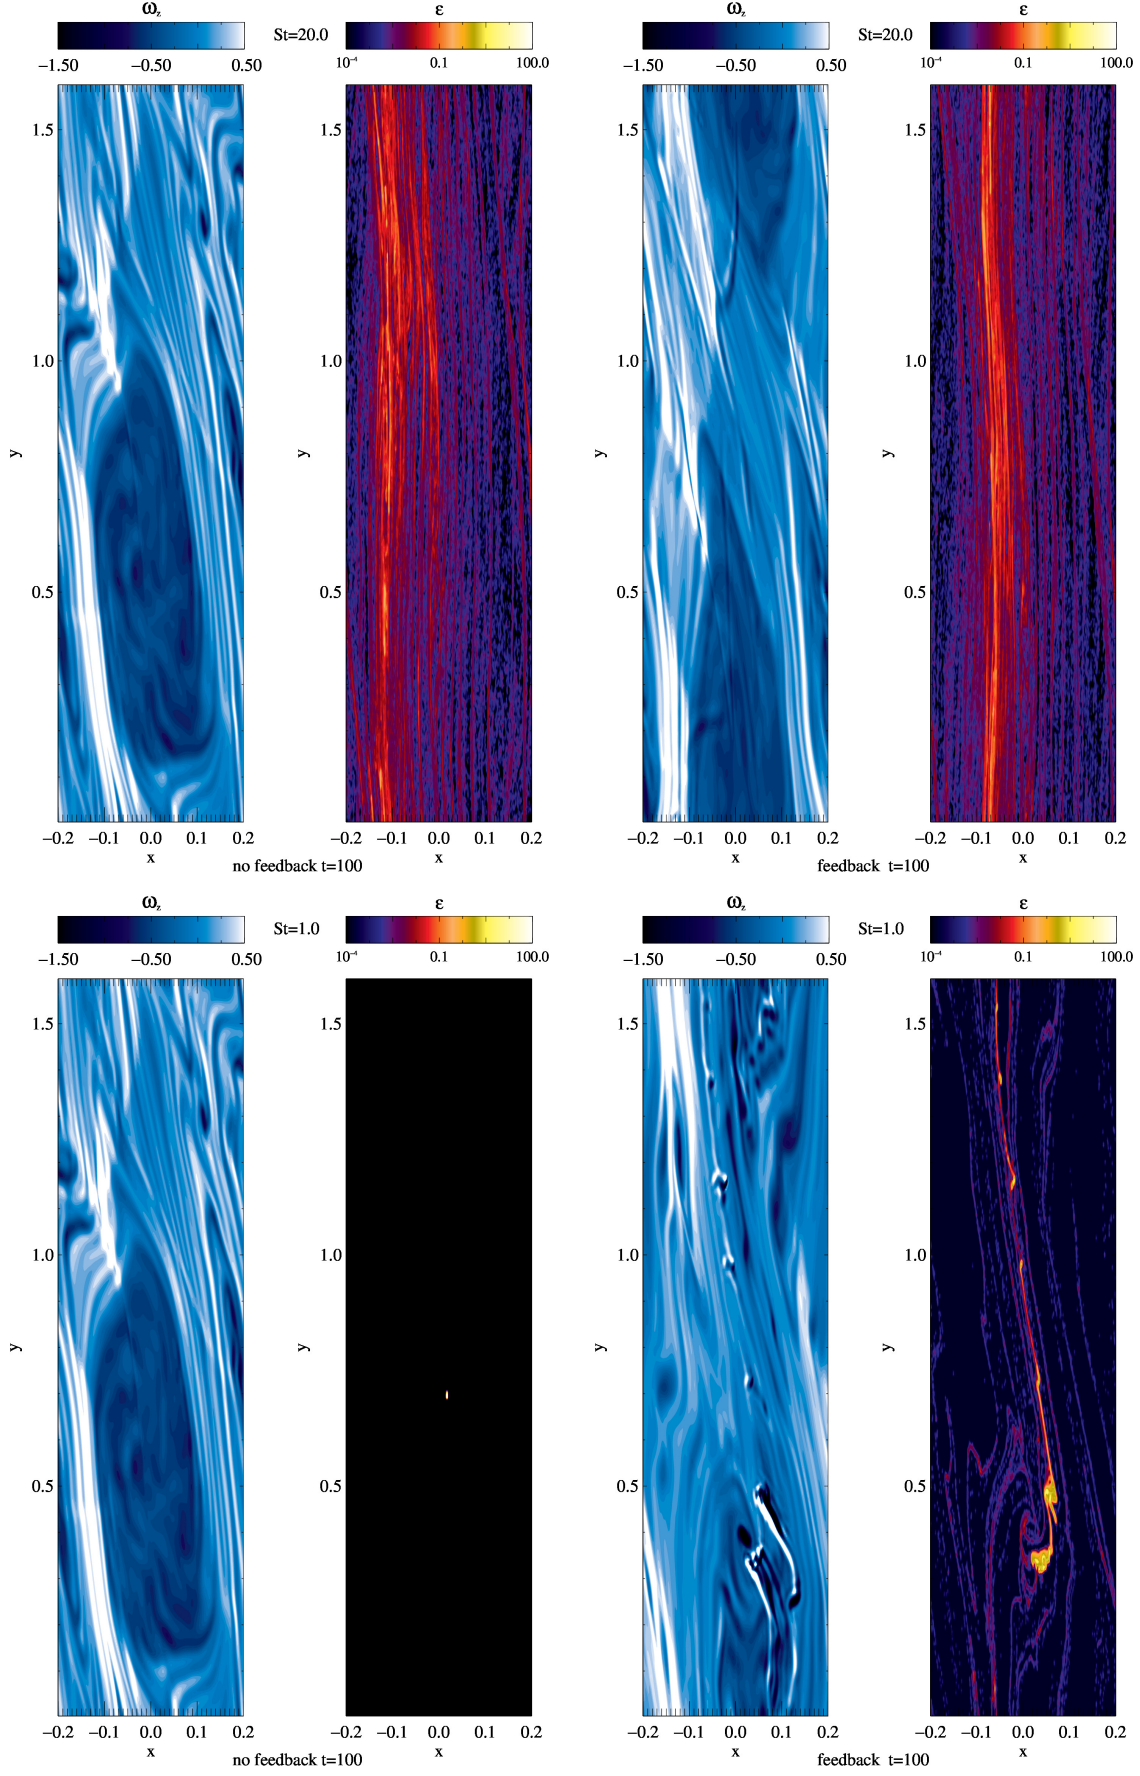 ω_z ε ω_z ε
St=20.0 St=20.0
−1.50 −0.50 0.50 10⁻⁴ 0.1 100.0 −1.50 −0.50 0.50 10⁻⁴ 0.1 100.0
1.5 1.5 1.5 1.5
1.0 1.0 1.0 1.0
y y y y
0.5 0.5 0.5 0.5
−0.2 −0.1 0.0 0.1 0.2 −0.2 −0.1 0.0 0.1 0.2 −0.2 −0.1 0.0 0.1 0.2 −0.2 −0.1 0.0 0.1 0.2
x x x x
no feedback t=100 feedback t=100
ω_z ε ω_z ε
St=1.0 St=1.0
−1.50 −0.50 0.50 10⁻⁴ 0.1 100.0 −1.50 −0.50 0.50 10⁻⁴ 0.1 100.0
1.5 1.5 1.5 1.5
1.0 1.0 1.0 1.0
y y y y
0.5 0.5 0.5 0.5
−0.2 −0.1 0.0 0.1 0.2 −0.2 −0.1 0.0 0.1 0.2 −0.2 −0.1 0.0 0.1 0.2 −0.2 −0.1 0.0 0.1 0.2
x x x x
no feedback t=100 feedback t=100